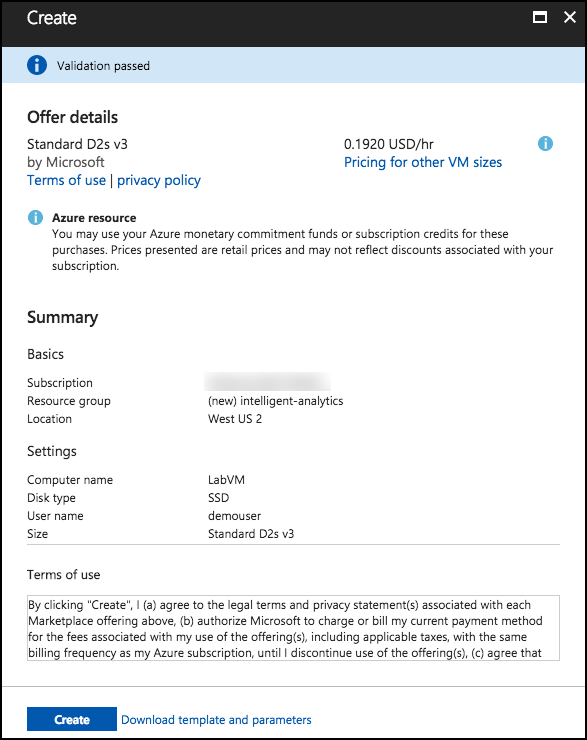 Create
Validation passed
Offer details
Standard D2s v3 0.1920 USD/hr
by Microsoft Pricing for other VM sizes
Terms of use | privacy policy
Azure resource
You may use your Azure monetary commitment funds or subscription credits for these
purchases. Prices presented are retail prices and may not reflect discounts associated with your
subscription.
Summary
Basics
Subscription
Resource group (new) intelligent-analytics
Location West US 2
Settings
Computer name LabVM
Disk type SSD
User name demouser
Size Standard D2s v3
Terms of use
By clicking "Create", I (a) agree to the legal terms and privacy statement(s) associated with each
Marketplace offering above, (b) authorize Microsoft to charge or bill my current payment method
for the fees associated with my use of the offering(s), including applicable taxes, with the same
billing frequency as my Azure subscription, until I discontinue use of the offering(s), (c) agree that
Create Download template and parameters